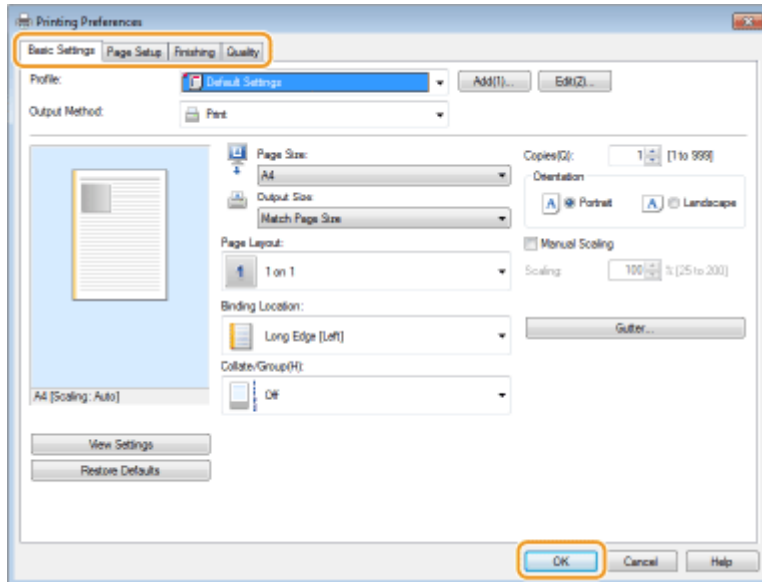 Printing Preferences
Basic Settings Page Setup Finishing Quality
Profile: Default Settings Add(1)... Edit(2)...
Output Method: Print
Page Size: Copies(Q): 1 [1 to 999]
A4 Orientation
Output Size: A Portrait A Landscape
Match Page Size
Page Layout: Manual Scaling
1 1 on 1 Scaling: 100 % [25 to 200]
Binding Location:
Long Edge [Left] Gutter...
Collate/Group(H):
Off
A4 [Scaling: Auto]
View Settings
Restore Defaults
OK Cancel Help